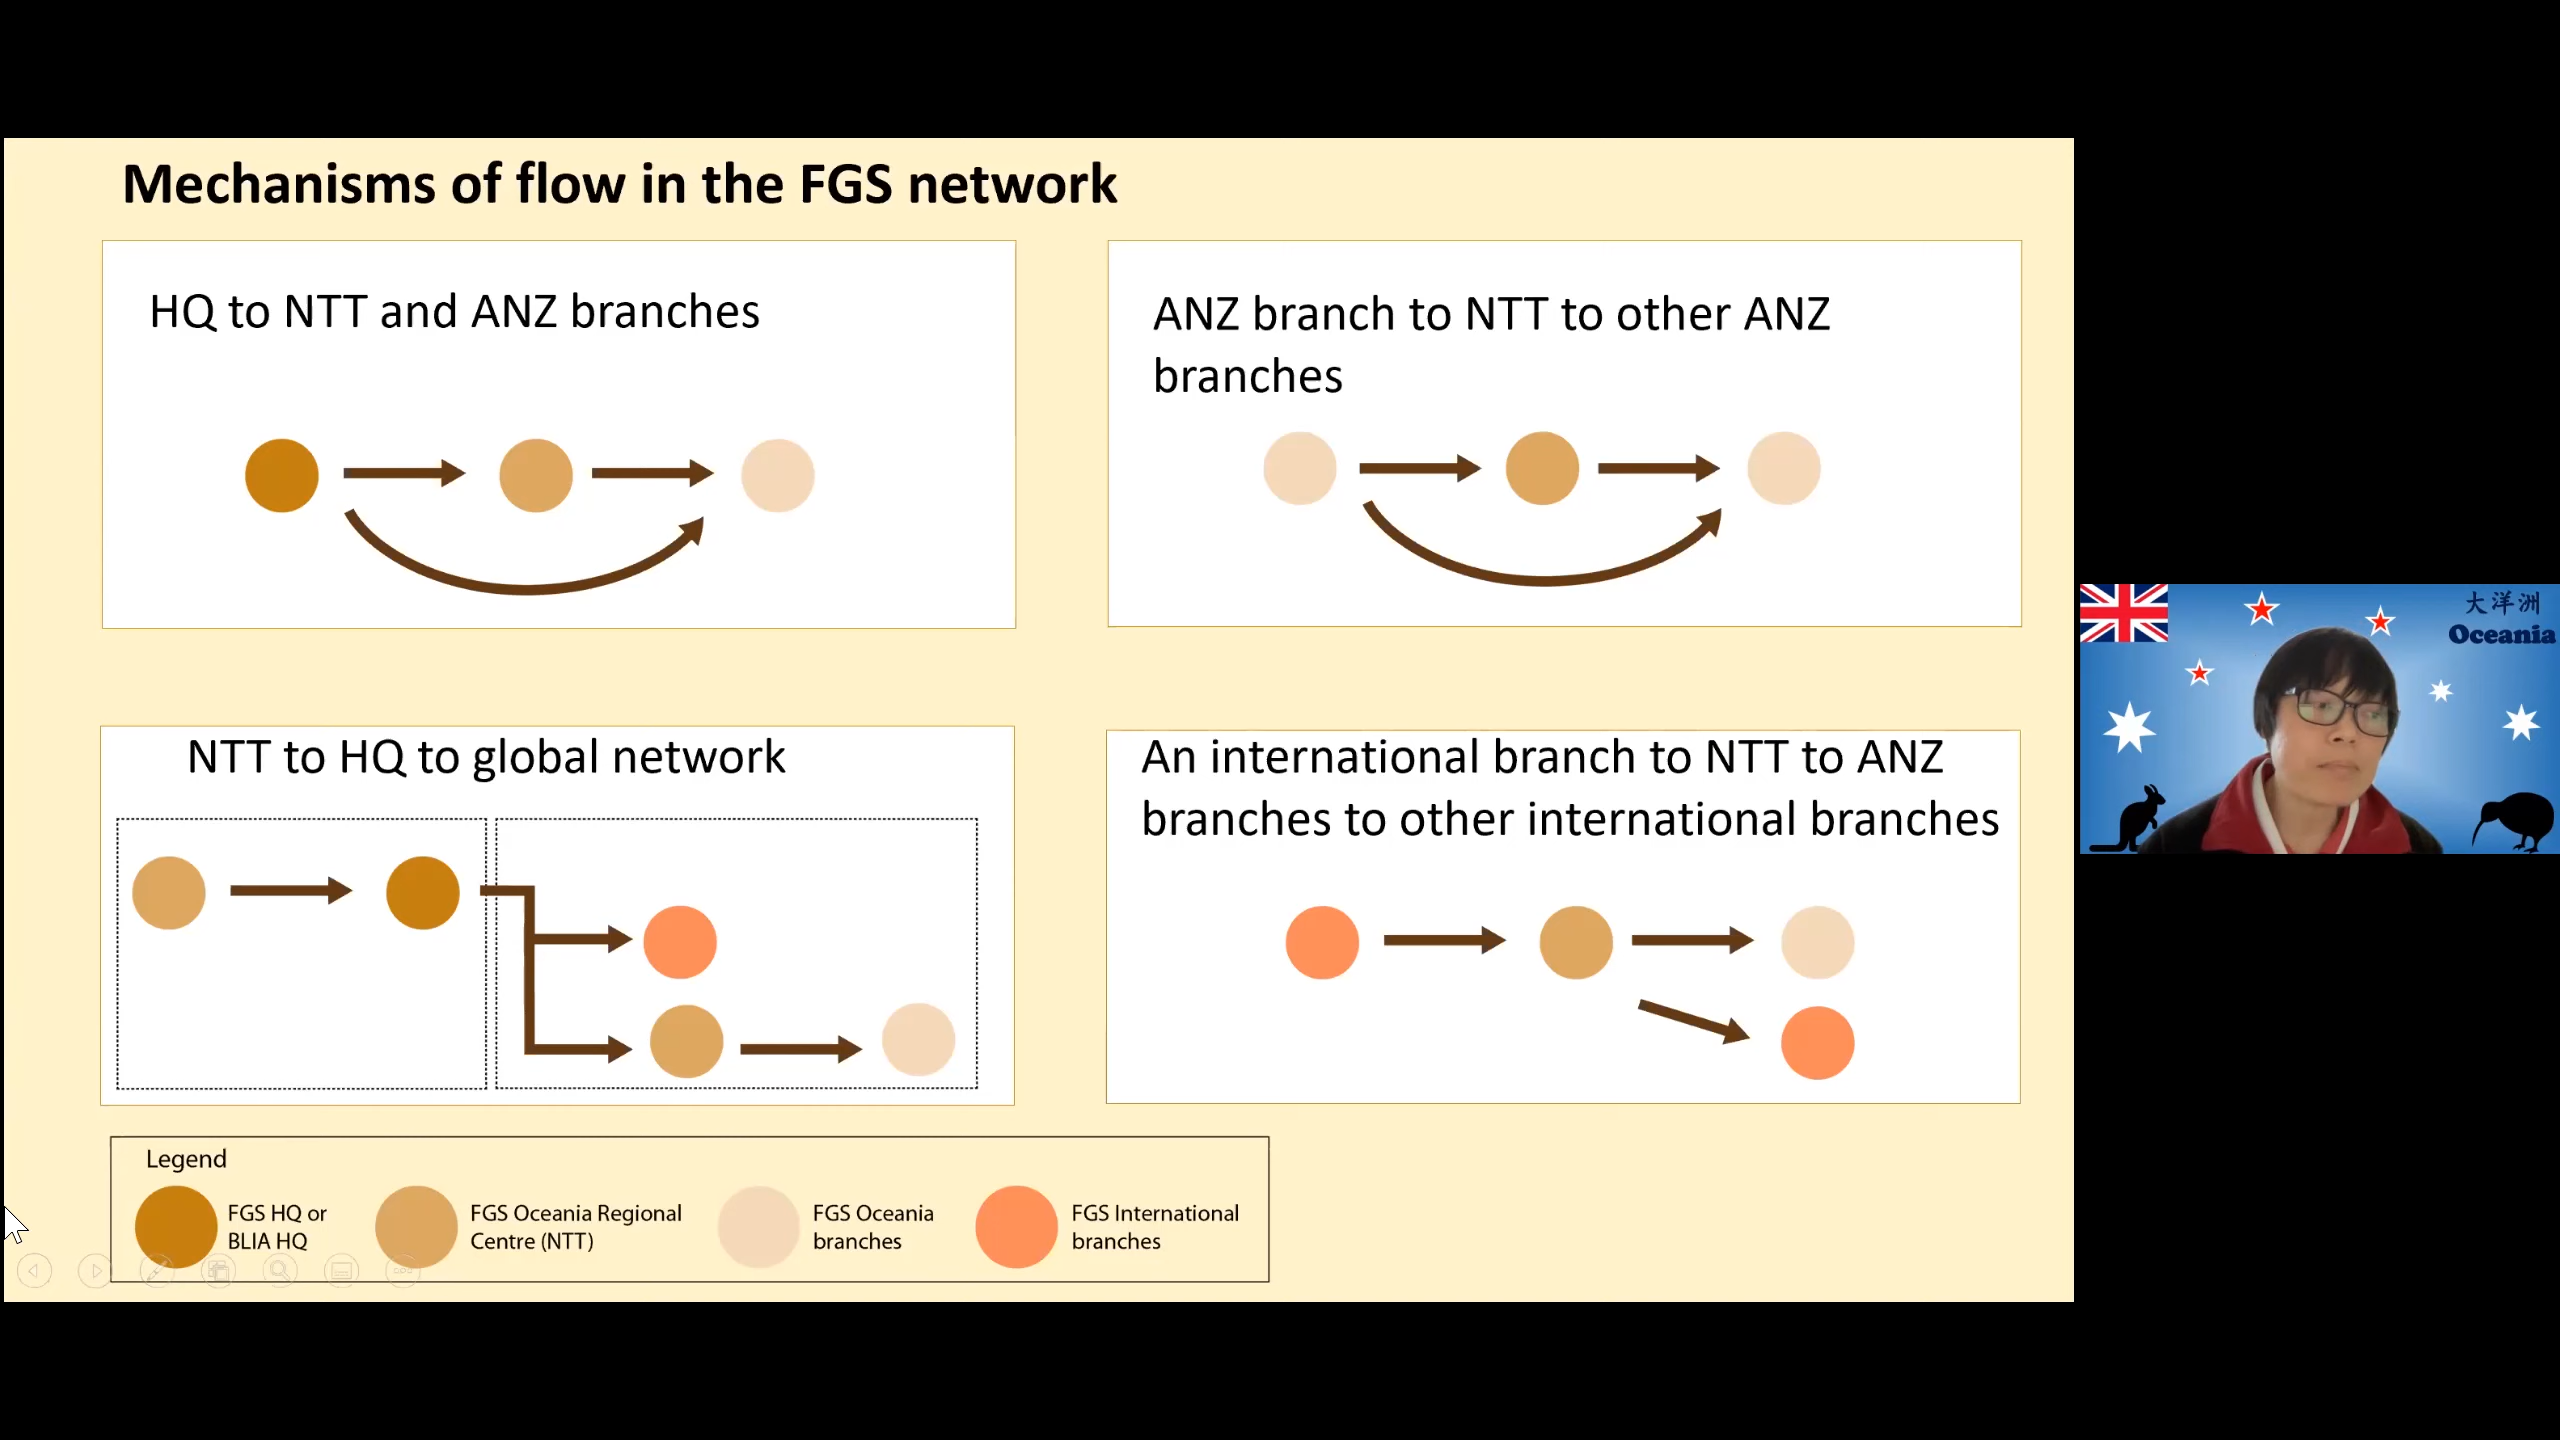 Mechanisms of flow in the FGS network
HQ to NTT and ANZ branches
ANZ branch to NTT to other ANZ
branches
NTT to HQ to global network
An international branch to NTT to ANZ
branches to other international branches
Legend
FGS HQ or
BLIA HQ
FGS Oceania Regional
Centre (NTT)
FGS Oceania
branches
FGS International
branches
大洋洲
Oceania